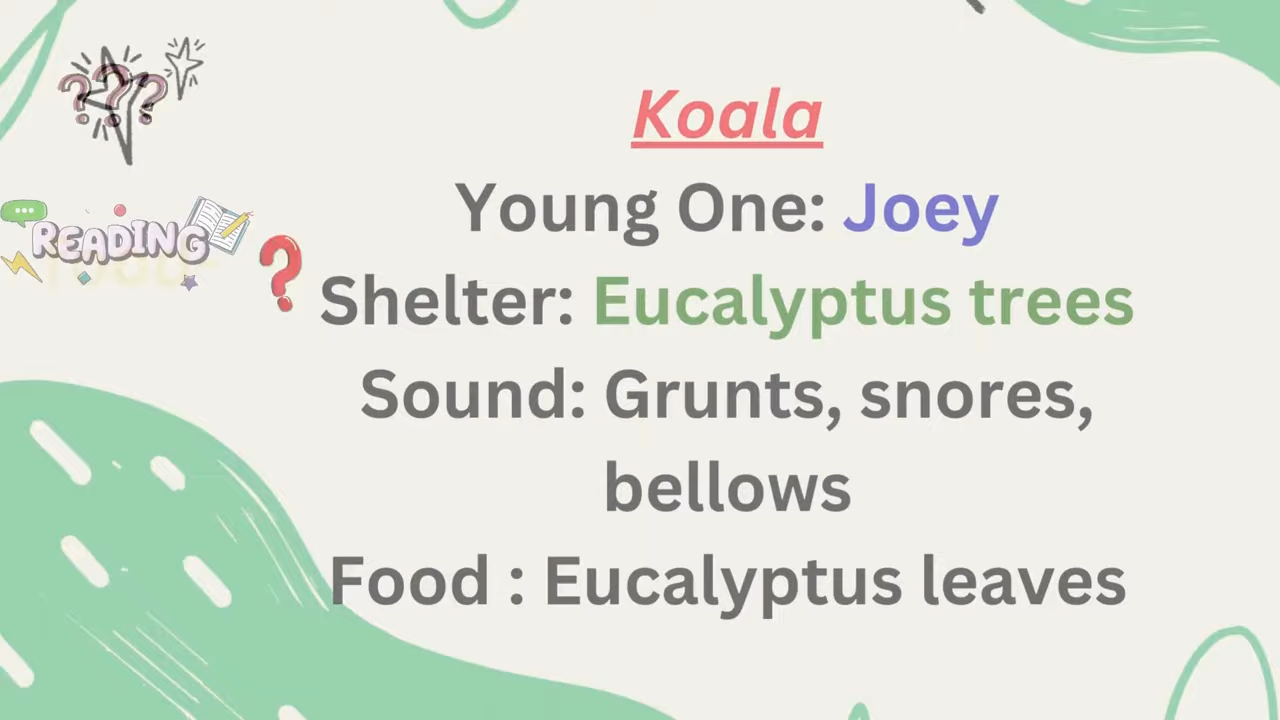 ???
Koala
Young One: Joey
READING
?
Shelter: Eucalyptus trees
Sound: Grunts, snores,
bellows
Food : Eucalyptus leaves